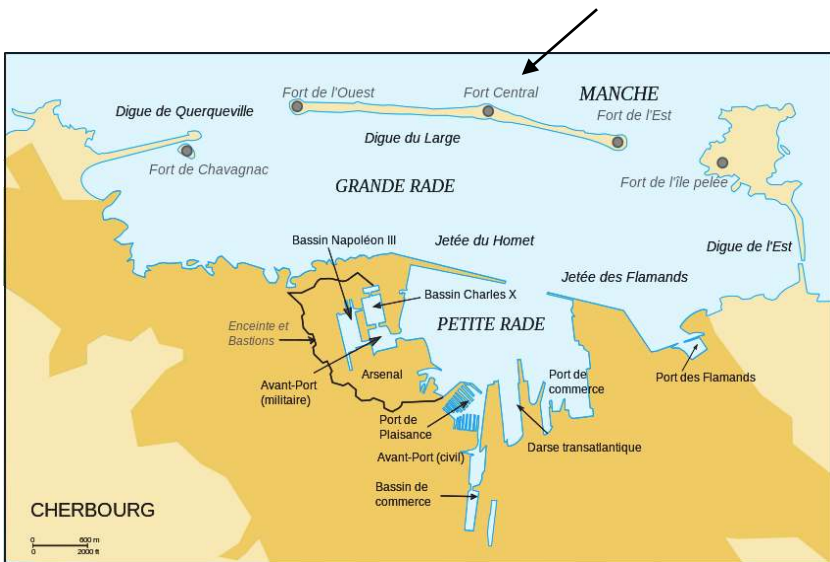 Fort de l'Ouest
Fort Central
MANCHE
Fort de l'Est
Digue de Querqueville
Digue du Large
Fort de Chavagnac
Fort de l'île pelée
GRANDE RADE
Bassin Napoléon III
Jetée du Homet
Digue de l'Est
Jetée des Flamands
Bassin Charles X
PETITE RADE
Enceinte et
Bastions
Arsenal
Avant-Port
(militaire)
Port de
commerce
Port des Flamands
Port de
Plaisance
Darse transatlantique
Avant-Port (civil)
Bassin de
commerce
CHERBOURG
0 600 m
0 2000 ft